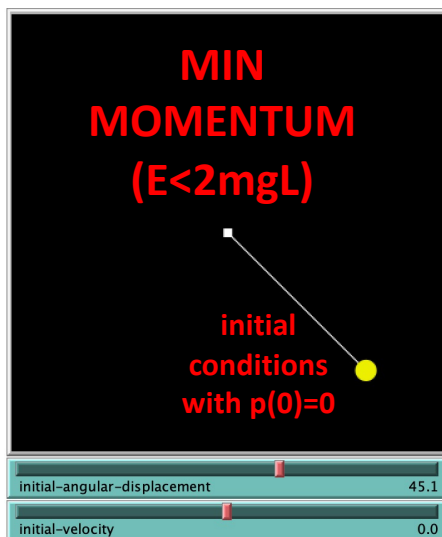 MIN
MOMENTUM
(E<2mgL)
initial
conditions
with p(0)=0
initial-angular-displacement 45.1
initial-velocity 0.0